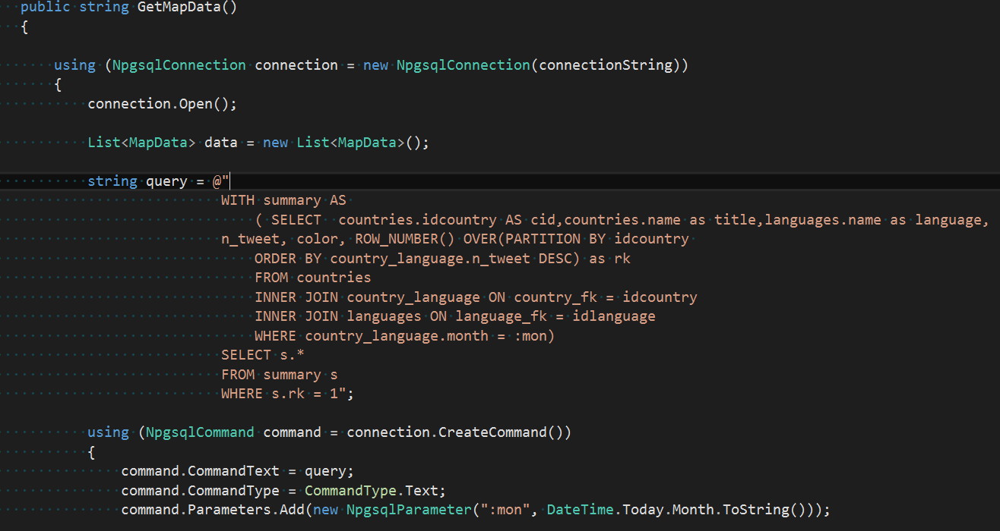 public string GetMapData()
{
using (NpgsqlConnection connection = new NpgsqlConnection(connectionString))
{
connection.Open();
List<MapData> data = new List<MapData>();
string query = @"
WITH summary AS
( SELECT  countries.idcountry AS cid,countries.name as title,languages.name as language,
n_tweet, color, ROW_NUMBER() OVER(PARTITION BY idcountry
ORDER BY country_language.n_tweet DESC) as rk
FROM countries
INNER JOIN country_language ON country_fk = idcountry
INNER JOIN languages ON language_fk = idlanguage
WHERE country_language.month = :mon)
SELECT s.*
FROM summary s
WHERE s.rk = 1";
using (NpgsqlCommand command = connection.CreateCommand())
{
command.CommandText = query;
command.CommandType = CommandType.Text;
command.Parameters.Add(new NpgsqlParameter(":mon", DateTime.Today.Month.ToString()));